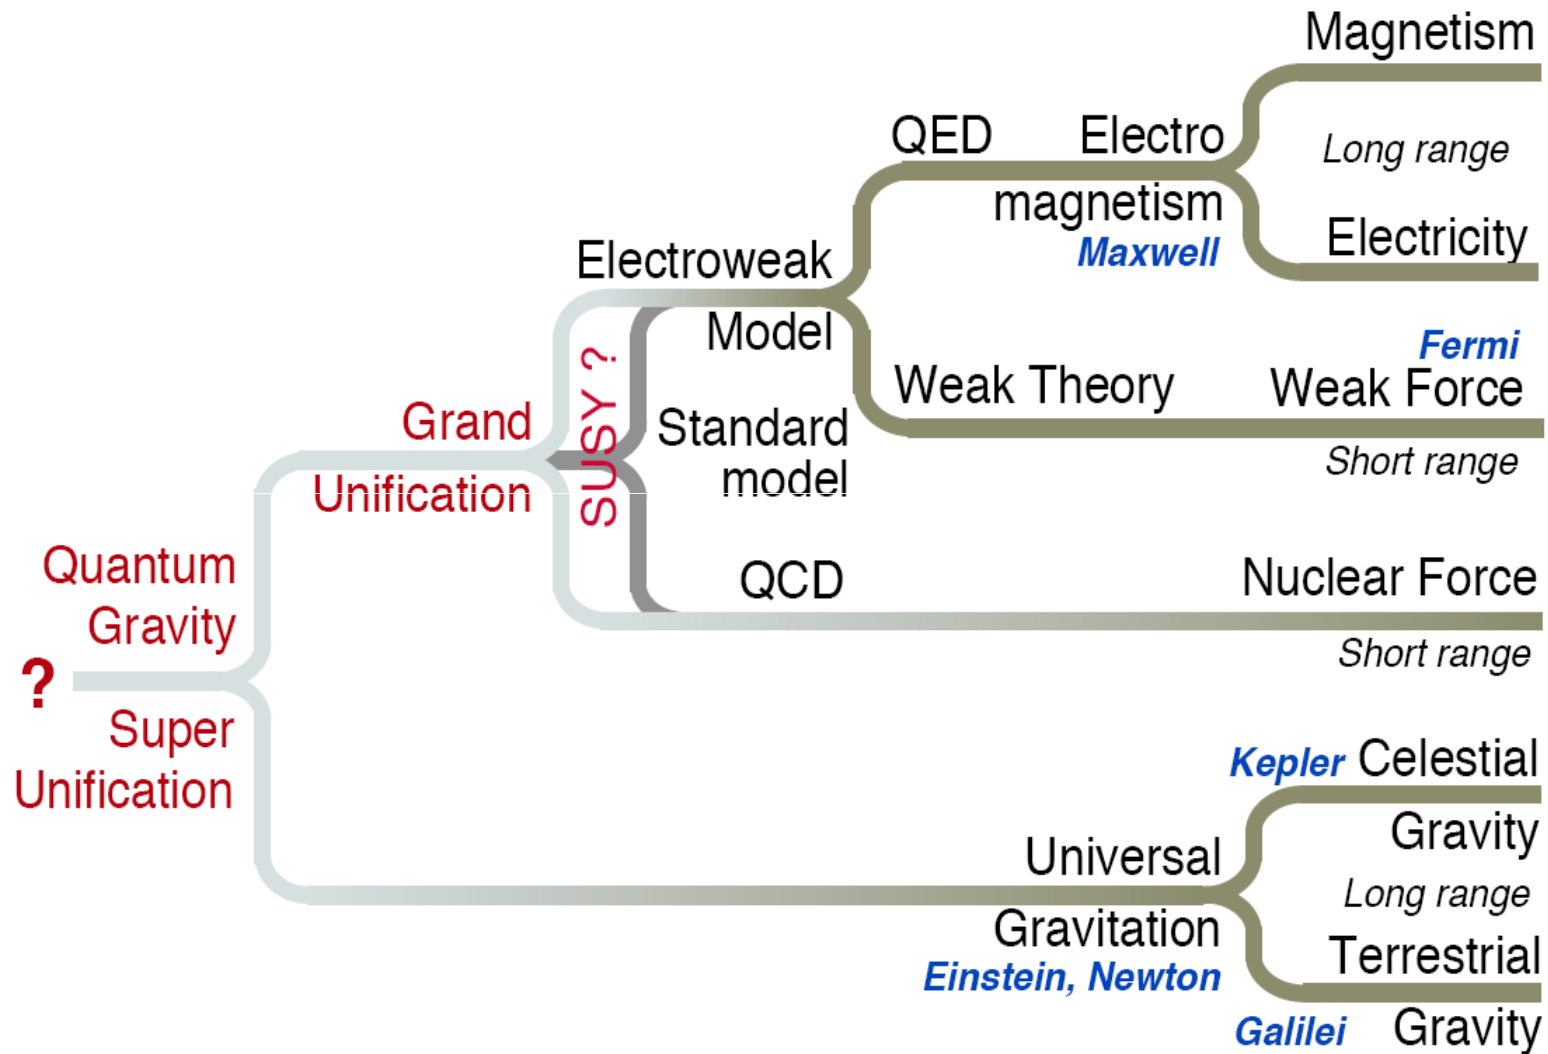 Magnetism
Long range
QED Electro
magnetism
Maxwell
Electricity
Electroweak
Model
Fermi
Weak Theory Weak Force
Short range
SUSY ?
Standard
model
Grand
Unification
QCD Nuclear Force
Short range
Quantum
Gravity
?
Super
Unification
Kepler Celestial
Gravity
Long range
Universal
Gravitation
Einstein, Newton
Terrestrial
Galilei Gravity